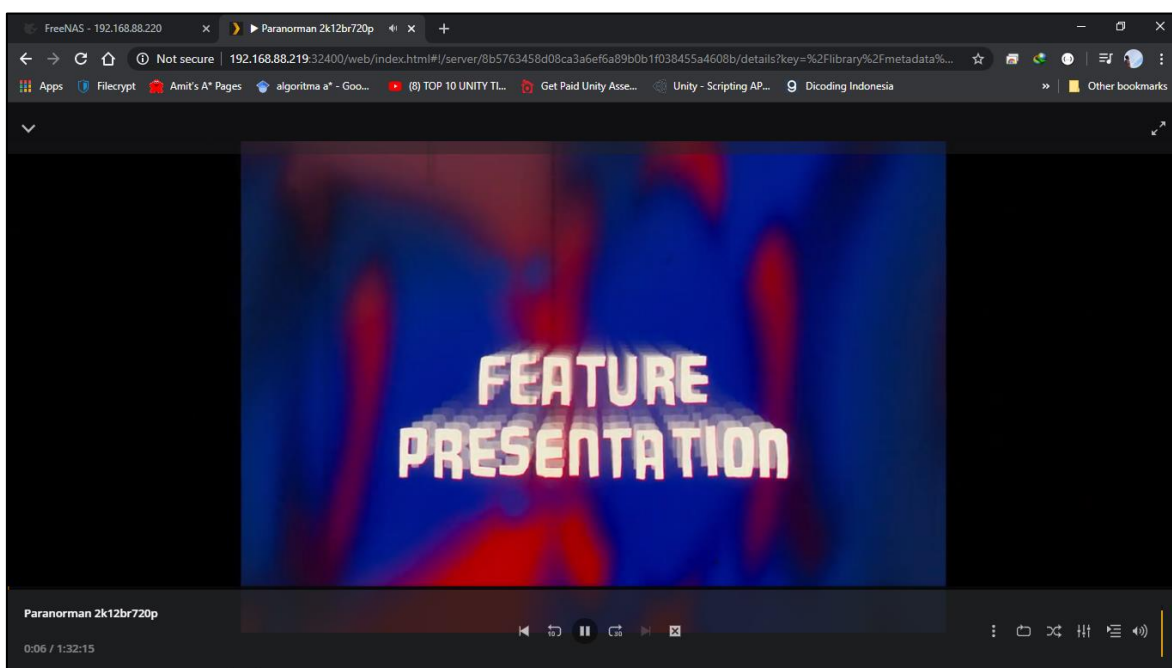 FreeNAS - 192.168.88.220
Paranorman 2k12br720p
Not secure | 192.168.88.219:32400/web/index.html#!/server/8b5763458d08ca3a6ef6a89b0b1f038455a4608b/details?key=%2Flibrary%2Fmetadata%...
Apps Filecrypt Amit's A* Pages algoritma a* - Goo... (8) TOP 10 UNITY TI... Get Paid Unity Asse... Unity - Scripting AP... Dicoding Indonesia » Other bookmarks
FEATURE
PRESENTATION
Paranorman 2k12br720p
10 30
0:06 / 1:32:15